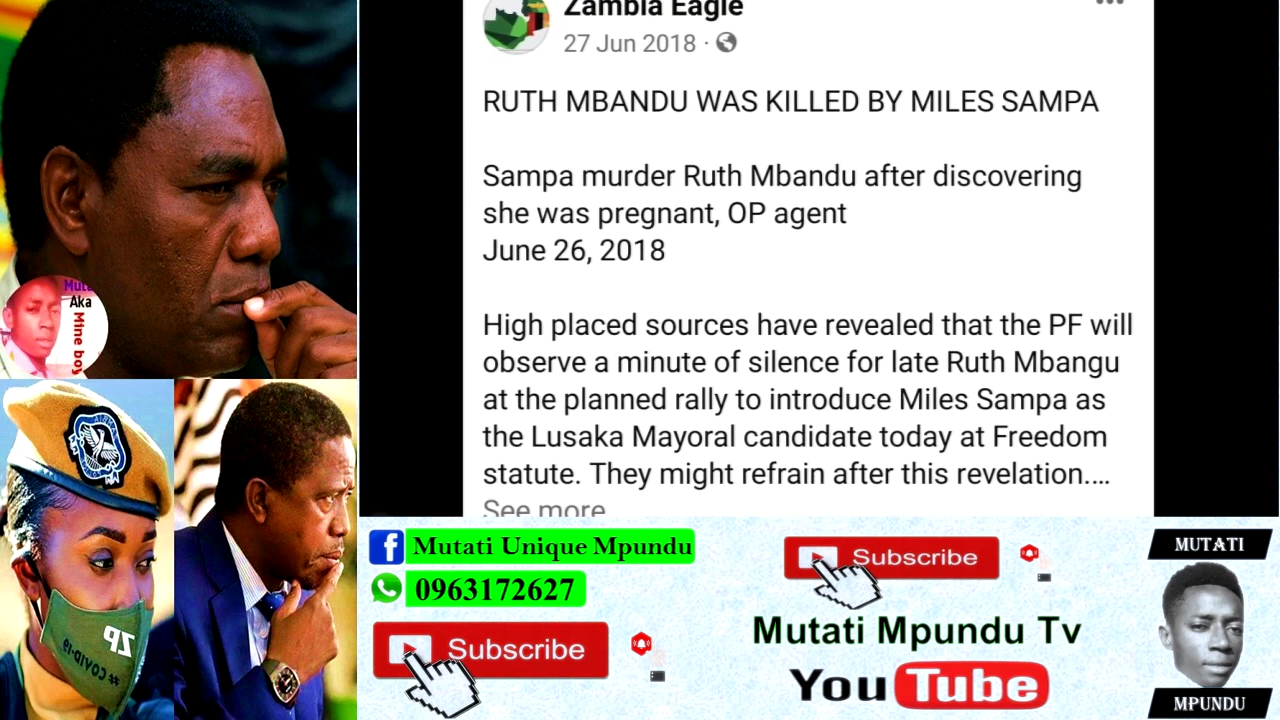 Zambia Eagle
27 Jun 2018 ·
RUTH MBANDU WAS KILLED BY MILES SAMPA
Sampa murder Ruth Mbandu after discovering
she was pregnant, OP agent
June 26, 2018
High placed sources have revealed that the PF will
observe a minute of silence for late Ruth Mbangu
at the planned rally to introduce Miles Sampa as
the Lusaka Mayoral candidate today at Freedom
statute. They might refrain after this revelation....
See more
Aka
Mine boy
ZP
# COVID-19
Mutati Unique Mpundu
0963172627
Subscribe
Subscribe
Mutati Mpundu Tv
YouTube
MUTATI
MPUNDU